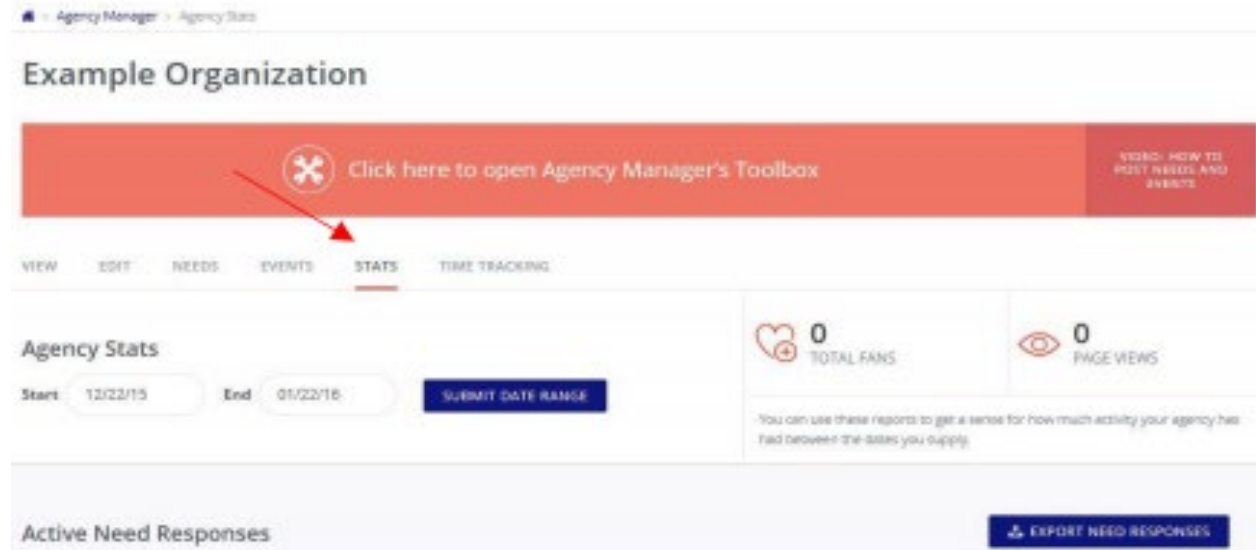 > Agency Manager > Agency Stats
Example Organization
Click here to open Agency Manager's Toolbox
VIDEO: HOW TO
POST NEEDS AND
EVENTS
VIEW EDIT NEEDS EVENTS STATS TIME TRACKING
Agency Stats
Start 12/22/15 End 01/22/16 SUBMIT DATE RANGE
0
TOTAL FANS
0
PAGE VIEWS
You can use these reports to get a sense for how much activity your agency has
had between the dates you supply.
Active Need Responses
EXPORT NEED RESPONSES